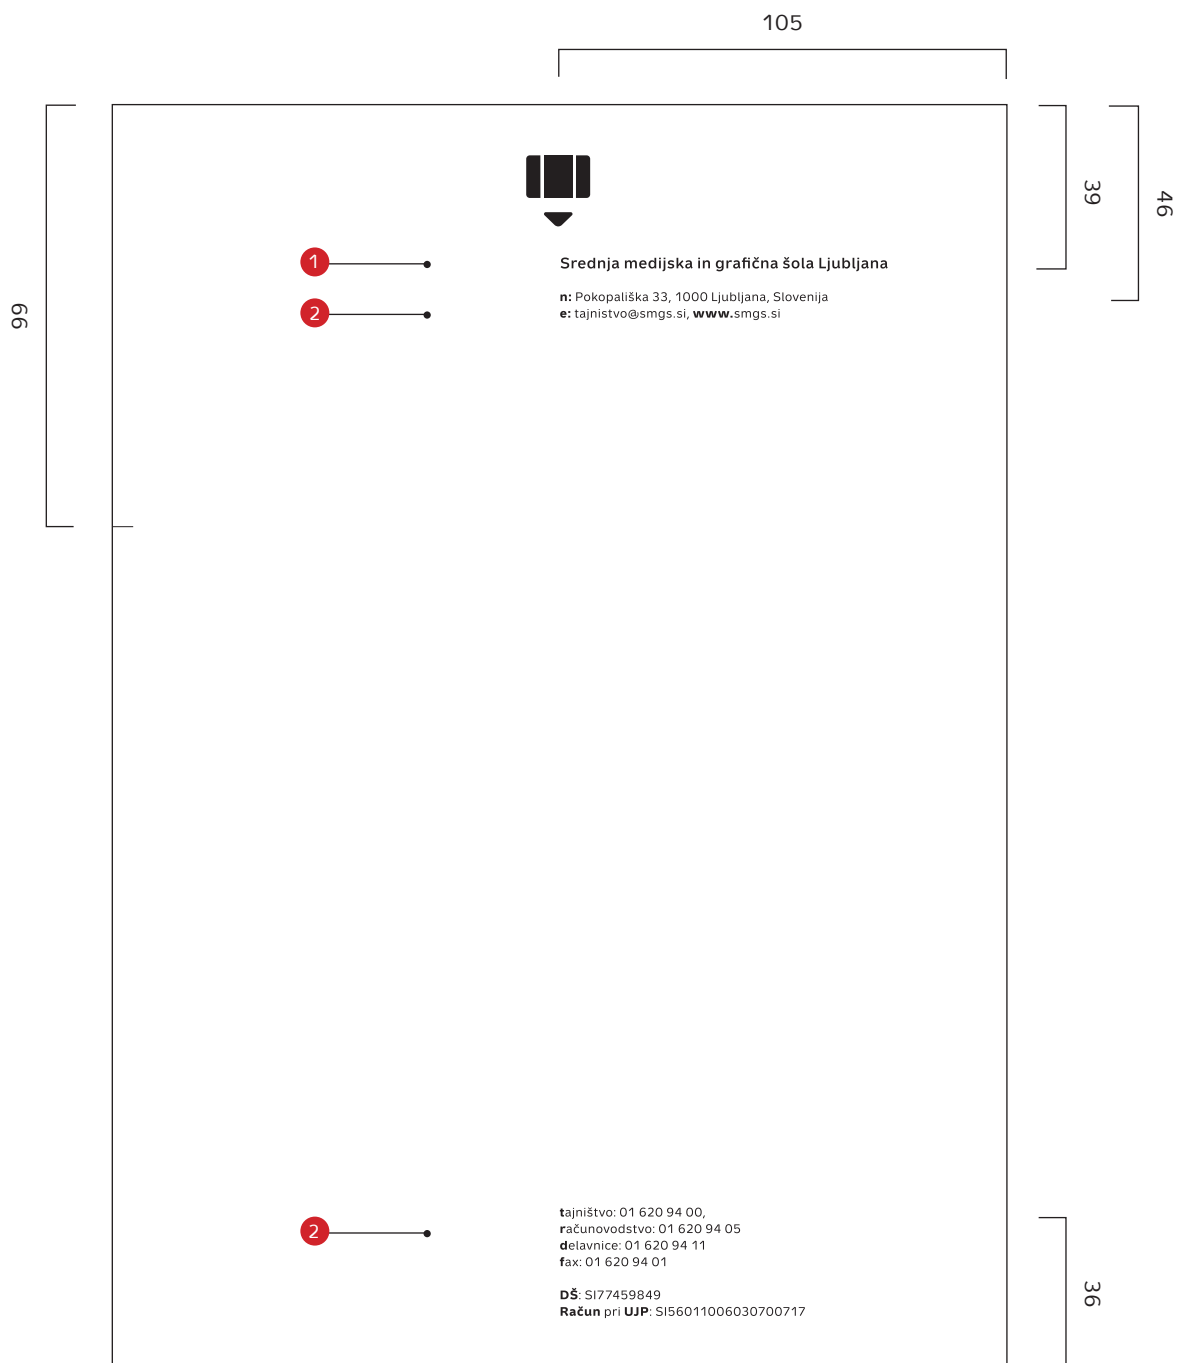 105
39
46
99
1
Srednja medijska in grafična šola Ljubljana
2
n: Pokopališka 33, 1000 Ljubljana, Slovenija
e: tajnistvo@smgs.si, www.smgs.si
2
tajništvo: 01 620 94 00,
računovodstvo: 01 620 94 05
delavnice: 01 620 94 11
fax: 01 620 94 01
DŠ: SI77459849
Račun pri UJP: SI56011006030700717
36